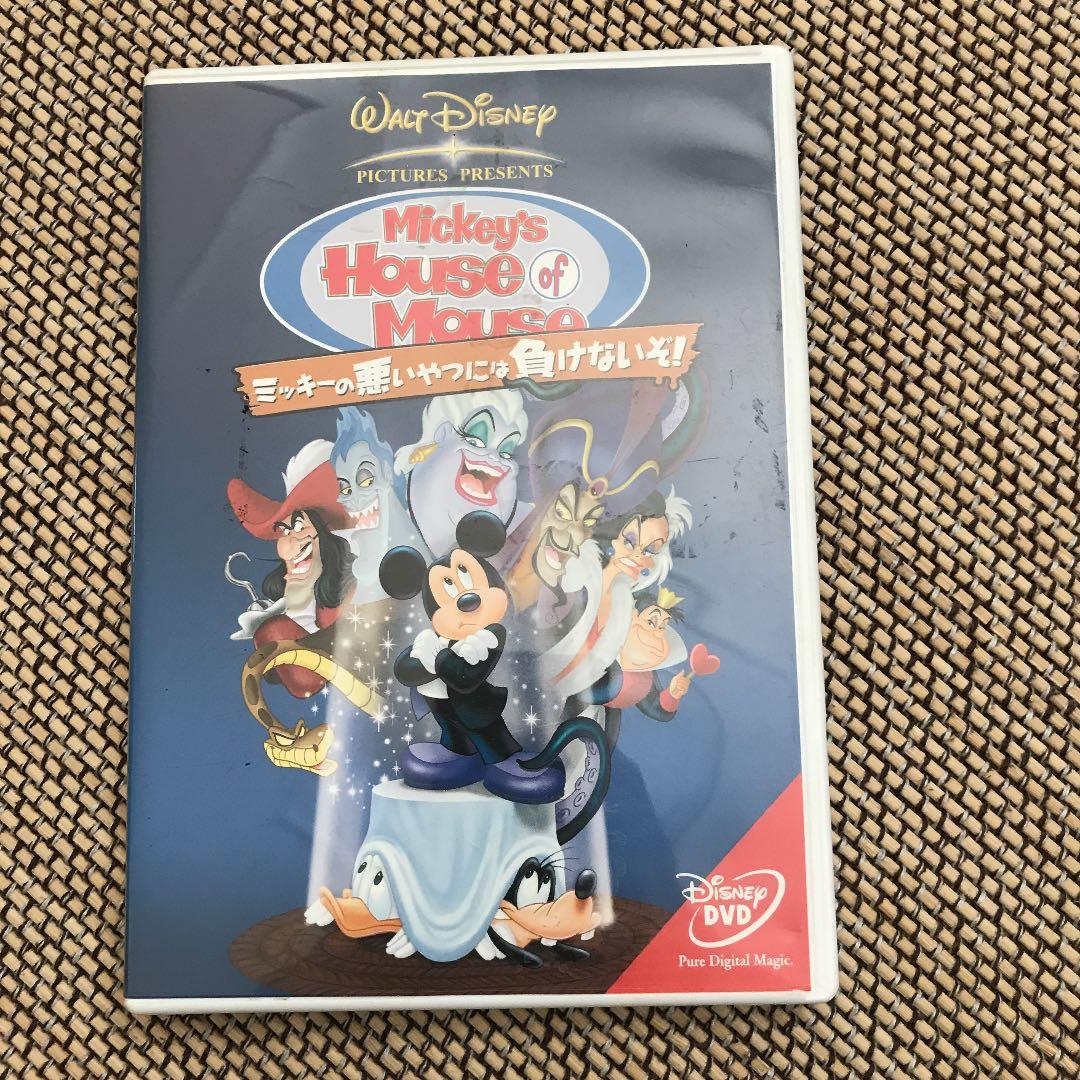 WALT DISNEY
PICTURES PRESENTS
Mickey's
House of
Mouse
ミッキーの悪いやつには負けないぞ!
DISNEY
DVD
Pure Digital Magic.